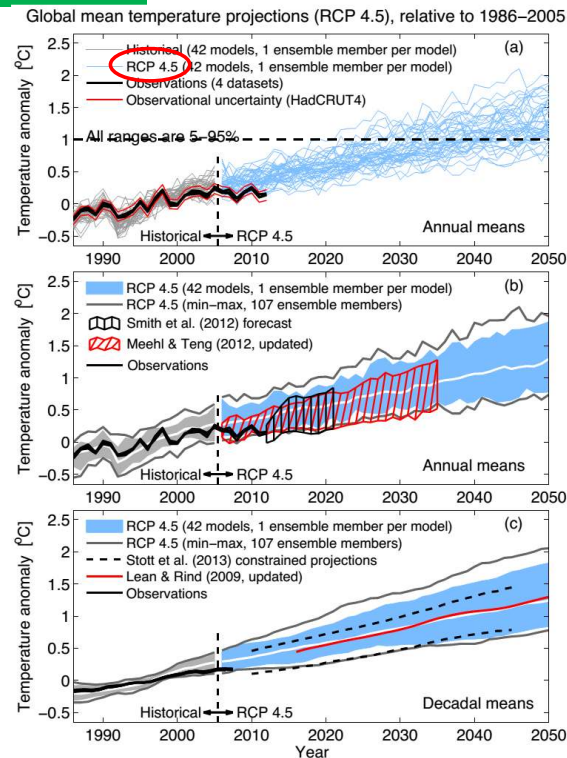 Global mean temperature projections (RCP 4.5), relative to 1986–2005
Temperature anomaly [ºC]
2.5
2
1.5
1
0.5
0
−0.5
Historical (42 models, 1 ensemble member per model)
RCP 4.5 (42 models, 1 ensemble member per model)
Observations (4 datasets)
Observational uncertainty (HadCRUT4)
All ranges are 5–95%
(a)
Historical RCP 4.5
Annual means
1990 2000 2010 2020 2030 2040 2050
Temperature anomaly [ºC]
2.5
2
1.5
1
0.5
0
−0.5
RCP 4.5 (42 models, 1 ensemble member per model)
RCP 4.5 (min−max, 107 ensemble members)
Smith et al. (2012) forecast
Meehl & Teng (2012, updated)
Observations
(b)
Historical RCP 4.5
Annual means
1990 2000 2010 2020 2030 2040 2050
Temperature anomaly [ºC]
2.5
2
1.5
1
0.5
0
−0.5
RCP 4.5 (42 models, 1 ensemble member per model)
RCP 4.5 (min−max, 107 ensemble members)
Stott et al. (2013) constrained projections
Lean & Rind (2009, updated)
Observations
(c)
Historical RCP 4.5
Decadal means
1990 2000 2010 2020 2030 2040 2050
Year